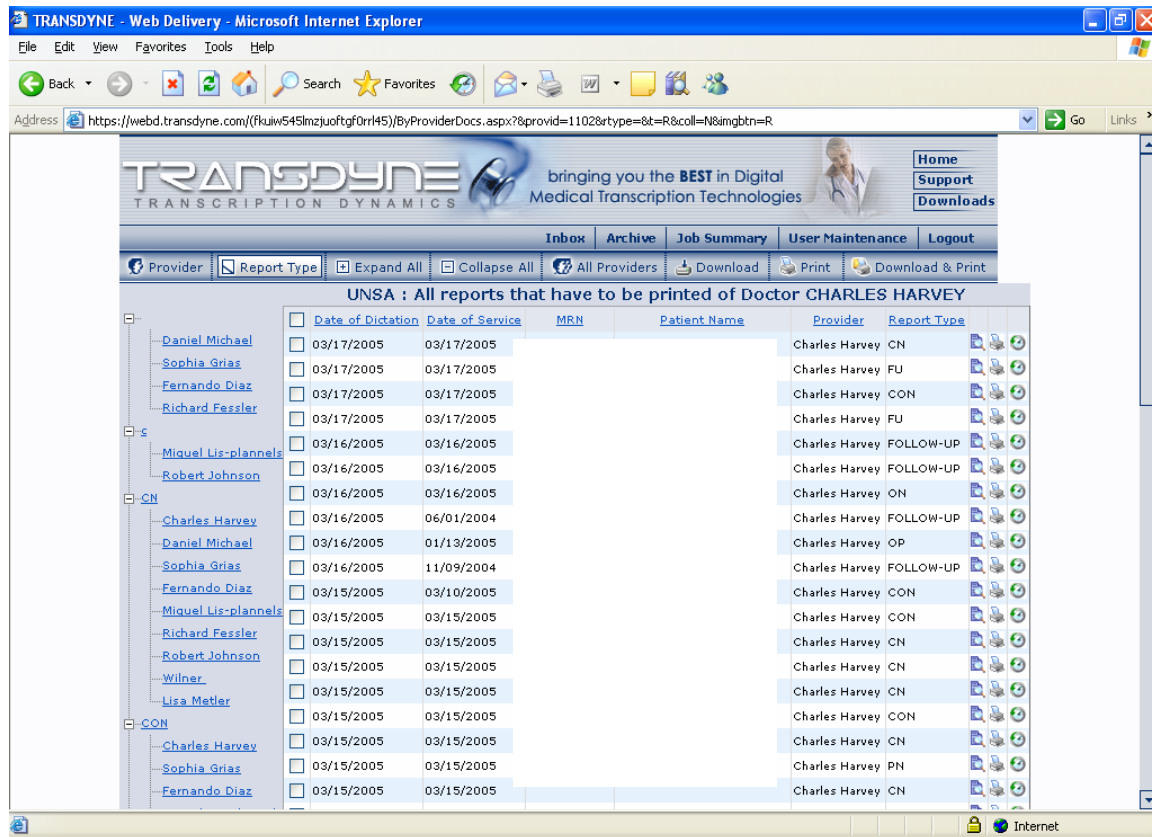 TRANSDYNE - Web Delivery - Microsoft Internet Explorer
File Edit View Favorites Tools Help
Back Search Favorites
Address https://webd.transdyne.com/(fkuiw545lmzjuoftgf0rrl45)/ByProviderDocs.aspx?&provid=1102&rtype=&t=R&coll=N&imgbtn=R Go Links
TRANSDYNE
TRANSCRIPTION DYNAMICS
bringing you the BEST in Digital
Medical Transcription Technologies
Home
Support
Downloads
Inbox Archive Job Summary User Maintenance Logout
Provider Report Type Expand All Collapse All All Providers Download Print Download & Print
UNSA : All reports that have to be printed of Doctor CHARLES HARVEY
Daniel Michael
Sophia Grias
Fernando Diaz
Richard Fessler
c
Miquel Lis-plannels
Robert Johnson
CN
Charles Harvey
Daniel Michael
Sophia Grias
Fernando Diaz
Miquel Lis-plannels
Richard Fessler
Robert Johnson
Wilner
Lisa Metler
CON
Charles Harvey
Sophia Grias
Fernando Diaz
Date of Dictation Date of Service MRN Patient Name Provider Report Type
03/17/2005 03/17/2005 Charles Harvey CN
03/17/2005 03/17/2005 Charles Harvey FU
03/17/2005 03/17/2005 Charles Harvey CON
03/17/2005 03/17/2005 Charles Harvey FU
03/16/2005 03/16/2005 Charles Harvey FOLLOW-UP
03/16/2005 03/16/2005 Charles Harvey FOLLOW-UP
03/16/2005 03/16/2005 Charles Harvey ON
03/16/2005 06/01/2004 Charles Harvey FOLLOW-UP
03/16/2005 01/13/2005 Charles Harvey OP
03/16/2005 11/09/2004 Charles Harvey FOLLOW-UP
03/15/2005 03/10/2005 Charles Harvey CON
03/15/2005 03/15/2005 Charles Harvey CON
03/15/2005 03/15/2005 Charles Harvey CN
03/15/2005 03/15/2005 Charles Harvey CN
03/15/2005 03/15/2005 Charles Harvey CN
03/15/2005 03/15/2005 Charles Harvey CON
03/15/2005 03/15/2005 Charles Harvey CN
03/15/2005 03/15/2005 Charles Harvey PN
03/15/2005 03/15/2005 Charles Harvey CN
Internet